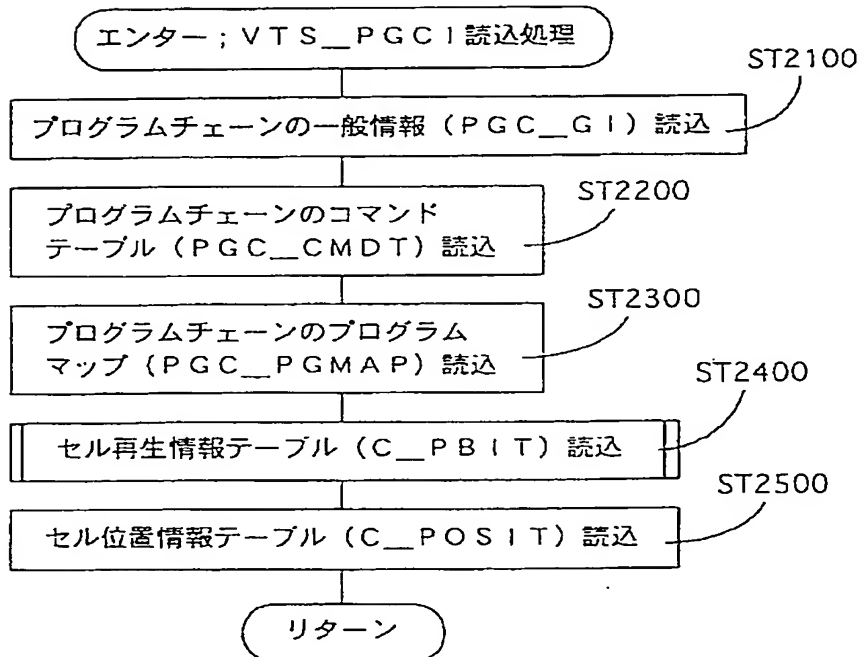 エンター；ＶＴＳ＿ＰＧＣＩ読込処理
ST2100
プログラムチェーンの一般情報（ＰＧＣ＿ＧＩ）読込
ST2200
プログラムチェーンのコマンド
テーブル（ＰＧＣ＿ＣＭＤＴ）読込
ST2300
プログラムチェーンのプログラム
マップ（ＰＧＣ＿ＰＧＭＡＰ）読込
ST2400
セル再生情報テーブル（Ｃ＿ＰＢＩＴ）読込
ST2500
セル位置情報テーブル（Ｃ＿ＰＯＳＩＴ）読込
リターン